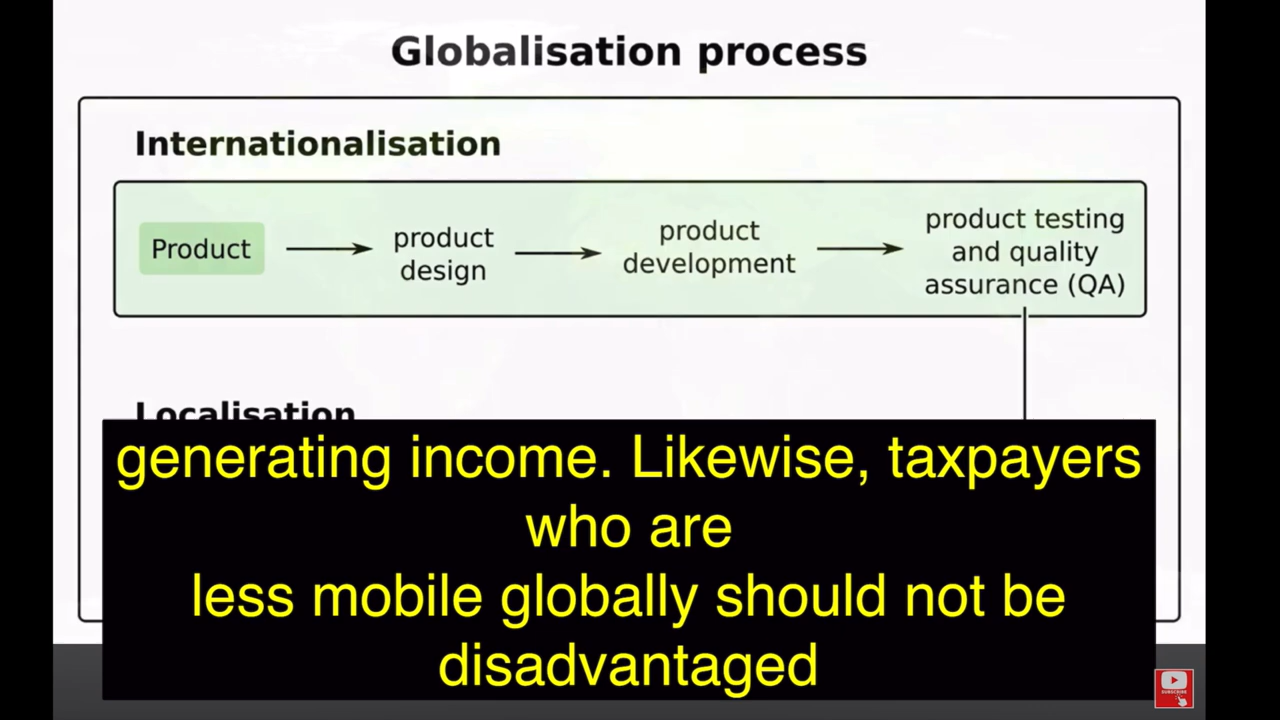 Globalisation process
Internationalisation
Product
product
design
product
development
product testing
and quality
assurance (QA)
Localisation
generating income. Likewise, taxpayers
who are
less mobile globally should not be
disadvantaged
SUBSCRIBE